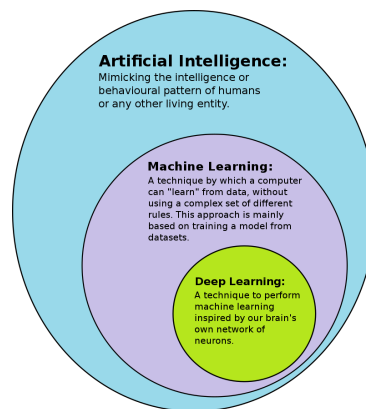 Artificial Intelligence:
Mimicking the intelligence or
behavioural pattern of humans
or any other living entity.
Machine Learning:
A technique by which a computer
can "learn" from data, without
using a complex set of different
rules. This approach is mainly
based on training a model from
datasets.
Deep Learning:
A technique to perform
machine learning
inspired by our brain's
own network of
neurons.